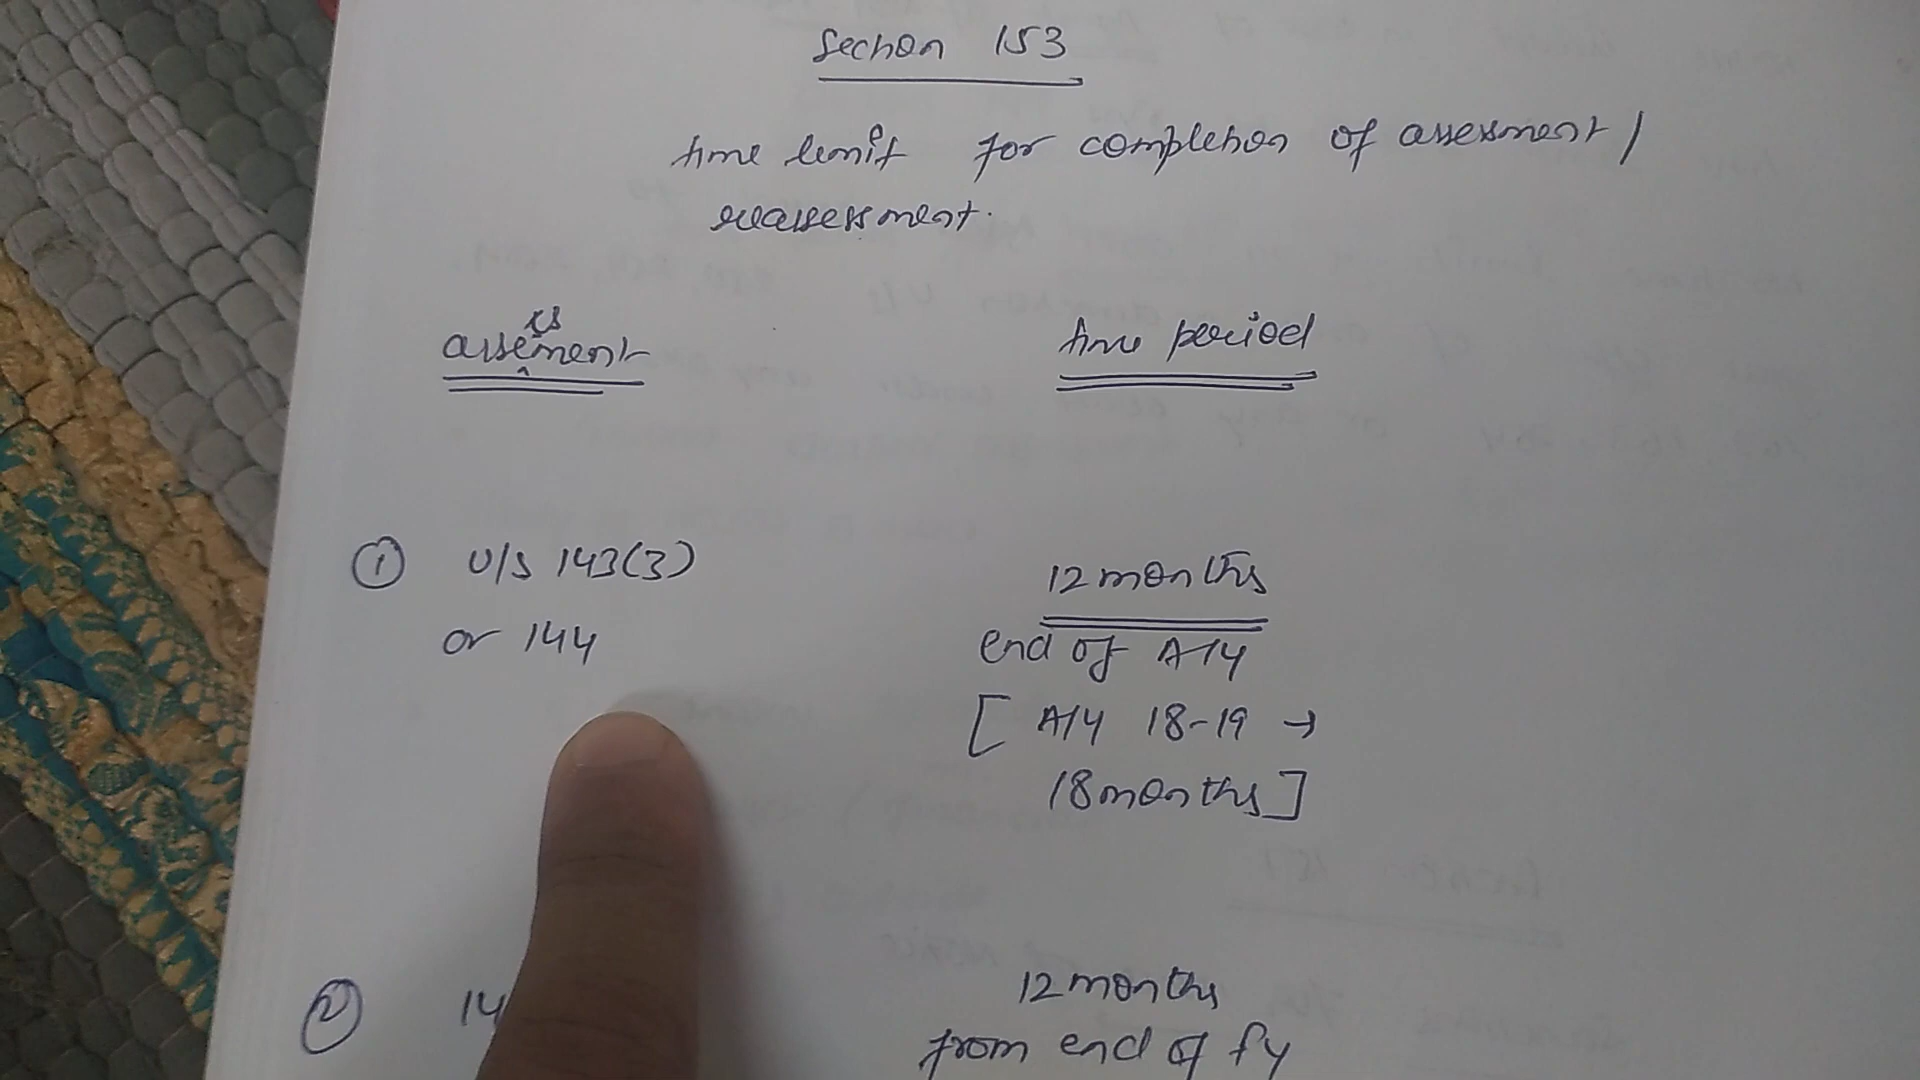 Section 153
time limit for completion of assessment /
reassessment.
assessment
time period
① U/S 143(3)
or 144
12 months
end of A/Y
[ A/Y 18-19 →
18 months ]
② 14
12 months
from end of fy